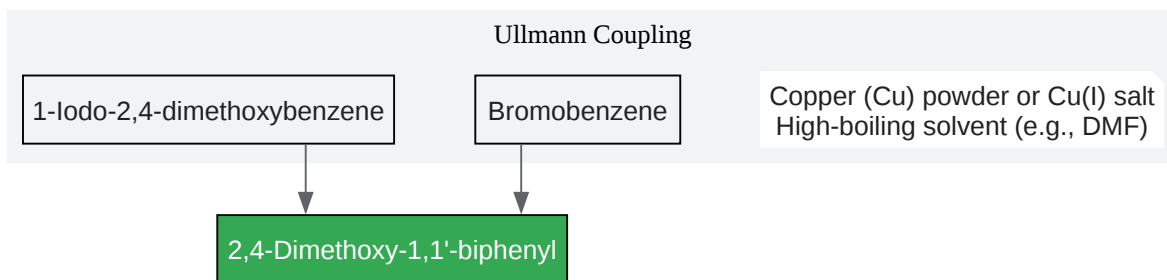 Ullmann Coupling
1-Iodo-2,4-dimethoxybenzene
Bromobenzene
Copper (Cu) powder or Cu(I) salt
High-boiling solvent (e.g., DMF)
2,4-Dimethoxy-1,1'-biphenyl